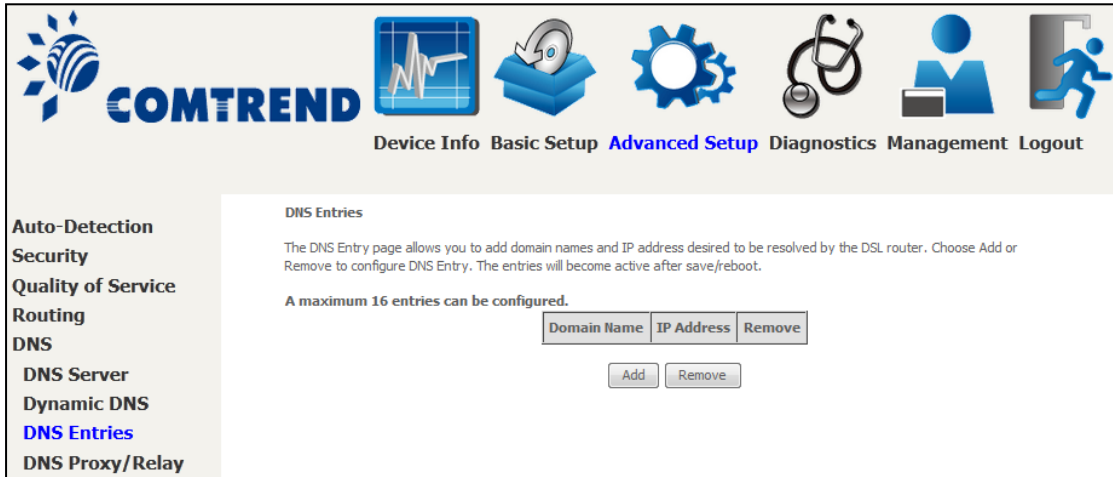 COMTREND
Device Info Basic Setup Advanced Setup Diagnostics Management Logout
Auto-Detection
Security
Quality of Service
Routing
DNS
DNS Server
Dynamic DNS
DNS Entries
DNS Proxy/Relay
DNS Entries
The DNS Entry page allows you to add domain names and IP address desired to be resolved by the DSL router. Choose Add or
Remove to configure DNS Entry. The entries will become active after save/reboot.
A maximum 16 entries can be configured.
Domain Name IP Address Remove
Add Remove